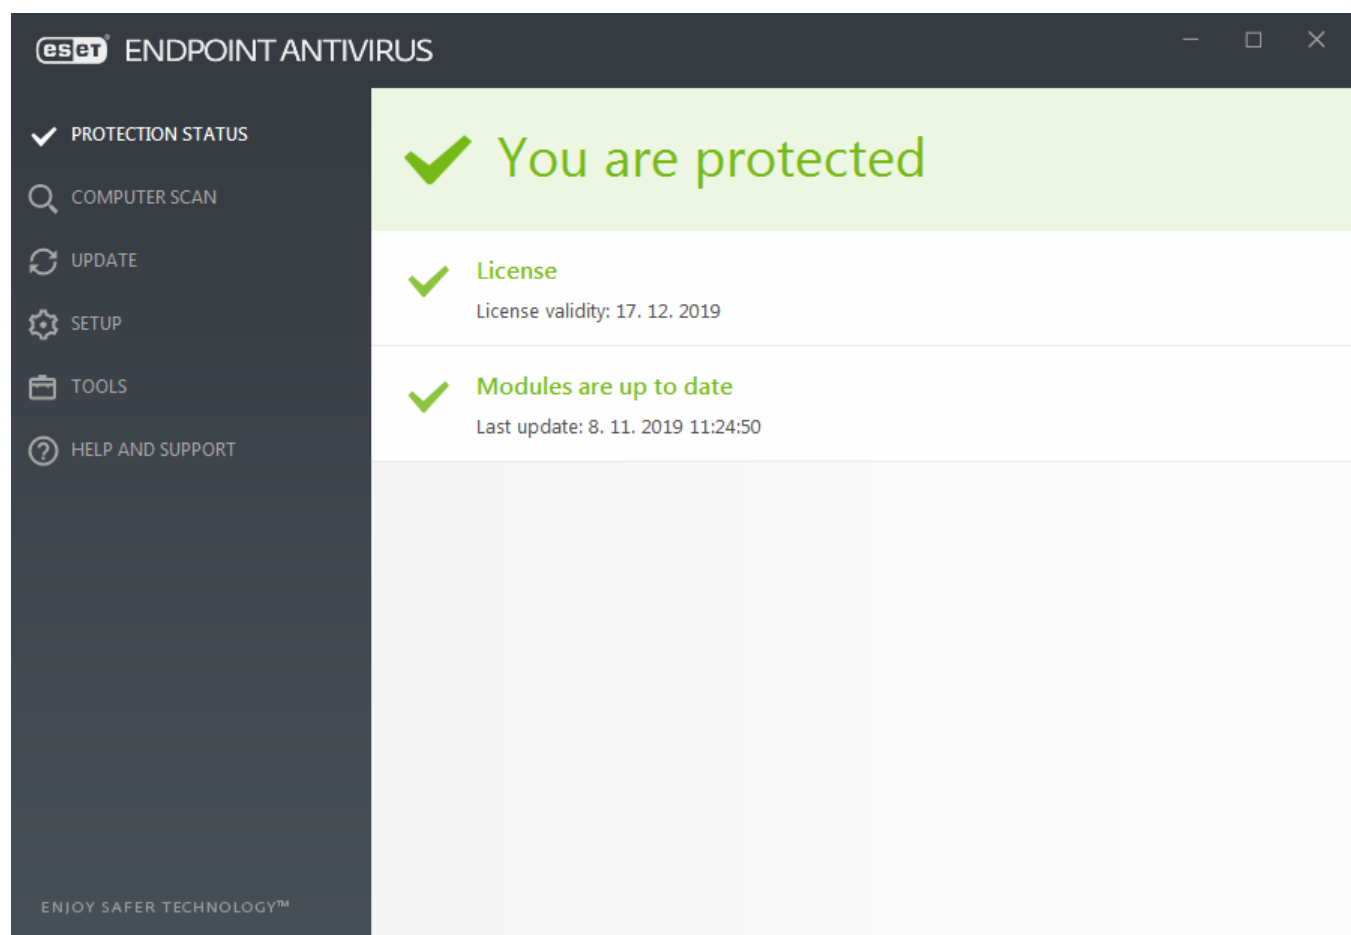 eseT® ENDPOINT ANTIVIRUS
PROTECTION STATUS
COMPUTER SCAN
UPDATE
SETUP
TOOLS
HELP AND SUPPORT
ENJOY SAFER TECHNOLOGY™
You are protected
License
License validity: 17. 12. 2019
Modules are up to date
Last update: 8. 11. 2019 11:24:50